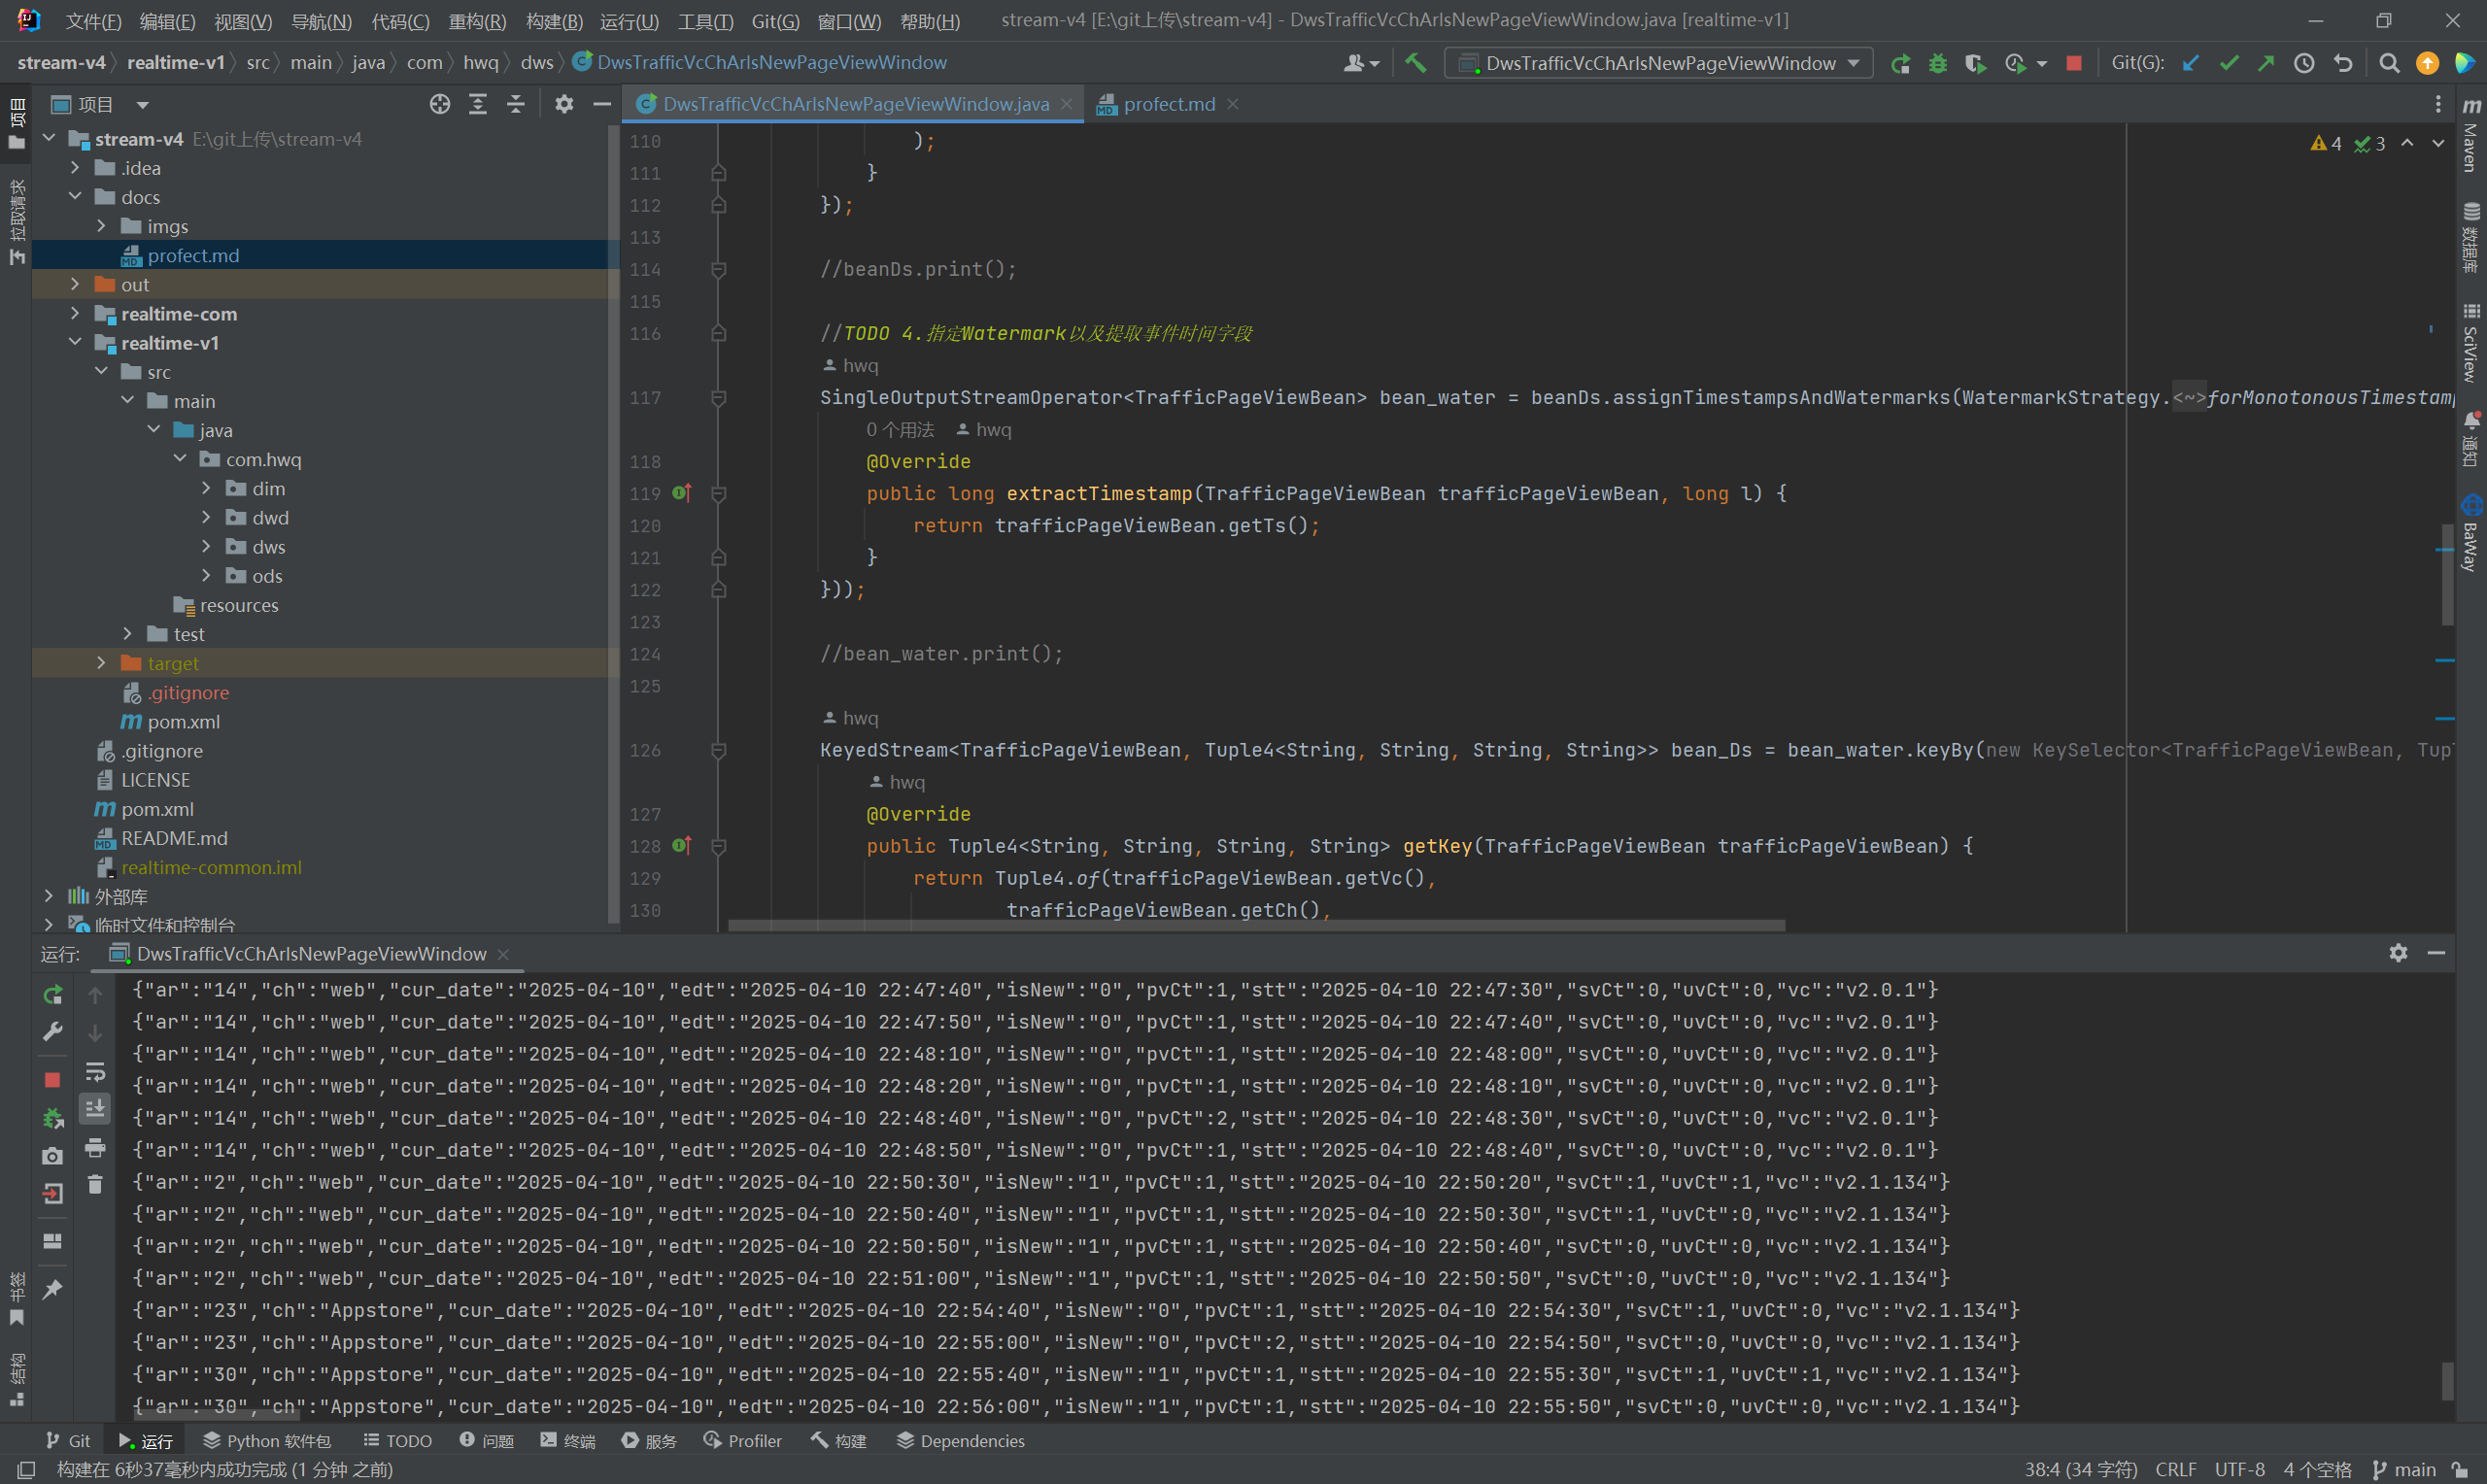 文件(F) 编辑(E) 视图(V) 导航(N) 代码(C) 重构(R) 构建(B) 运行(U) 工具(T) Git(G) 窗口(W) 帮助(H) stream-v4 [E:\git上传\stream-v4] - DwsTrafficVcChArIsNewPageViewWindow.java [realtime-v1]
stream-v4 realtime-v1 src main java com hwq dws DwsTrafficVcChArIsNewPageViewWindow DwsTrafficVcChArIsNewPageViewWindow Git(G):
项目
拉取请求
书签
结构
项目
stream-v4 E:\git上传\stream-v4
.idea
docs
imgs
profect.md
out
realtime-com
realtime-v1
src
main
java
com.hwq
dim
dwd
dws
ods
resources
test
target
.gitignore
pom.xml
.gitignore
LICENSE
pom.xml
README.md
realtime-common.iml
外部库
临时文件和控制台
DwsTrafficVcChArIsNewPageViewWindow.java profect.md
4 3
110 );
111 }
112 });
113
114 //beanDs.print();
115
116 //TODO 4.指定Watermark以及提取事件时间字段
hwq
117 SingleOutputStreamOperator<TrafficPageViewBean> bean_water = beanDs.assignTimestampsAndWatermarks(WatermarkStrategy.<~>forMonotonousTimestamp
0 个用法 hwq
118 @Override
119 public long extractTimestamp(TrafficPageViewBean trafficPageViewBean, long l) {
120 return trafficPageViewBean.getTs();
121 }
122 }));
123
124 //bean_water.print();
125
hwq
126 KeyedStream<TrafficPageViewBean, Tuple4<String, String, String, String>> bean_Ds = bean_water.keyBy(new KeySelector<TrafficPageViewBean, Tupl
hwq
127 @Override
128 public Tuple4<String, String, String, String> getKey(TrafficPageViewBean trafficPageViewBean) {
129 return Tuple4.of(trafficPageViewBean.getVc(),
130 trafficPageViewBean.getCh(),
Maven
数据库
SciView
通知
BaWay
运行: DwsTrafficVcChArIsNewPageViewWindow
{"ar":"14","ch":"web","cur_date":"2025-04-10","edt":"2025-04-10 22:47:40","isNew":"0","pvCt":1,"stt":"2025-04-10 22:47:30","svCt":0,"uvCt":0,"vc":"v2.0.1"}
{"ar":"14","ch":"web","cur_date":"2025-04-10","edt":"2025-04-10 22:47:50","isNew":"0","pvCt":1,"stt":"2025-04-10 22:47:40","svCt":0,"uvCt":0,"vc":"v2.0.1"}
{"ar":"14","ch":"web","cur_date":"2025-04-10","edt":"2025-04-10 22:48:10","isNew":"0","pvCt":1,"stt":"2025-04-10 22:48:00","svCt":0,"uvCt":0,"vc":"v2.0.1"}
{"ar":"14","ch":"web","cur_date":"2025-04-10","edt":"2025-04-10 22:48:20","isNew":"0","pvCt":1,"stt":"2025-04-10 22:48:10","svCt":0,"uvCt":0,"vc":"v2.0.1"}
{"ar":"14","ch":"web","cur_date":"2025-04-10","edt":"2025-04-10 22:48:40","isNew":"0","pvCt":2,"stt":"2025-04-10 22:48:30","svCt":0,"uvCt":0,"vc":"v2.0.1"}
{"ar":"14","ch":"web","cur_date":"2025-04-10","edt":"2025-04-10 22:48:50","isNew":"0","pvCt":1,"stt":"2025-04-10 22:48:40","svCt":0,"uvCt":0,"vc":"v2.0.1"}
{"ar":"2","ch":"web","cur_date":"2025-04-10","edt":"2025-04-10 22:50:30","isNew":"1","pvCt":1,"stt":"2025-04-10 22:50:20","svCt":1,"uvCt":1,"vc":"v2.1.134"}
{"ar":"2","ch":"web","cur_date":"2025-04-10","edt":"2025-04-10 22:50:40","isNew":"1","pvCt":1,"stt":"2025-04-10 22:50:30","svCt":1,"uvCt":0,"vc":"v2.1.134"}
{"ar":"2","ch":"web","cur_date":"2025-04-10","edt":"2025-04-10 22:50:50","isNew":"1","pvCt":1,"stt":"2025-04-10 22:50:40","svCt":0,"uvCt":0,"vc":"v2.1.134"}
{"ar":"2","ch":"web","cur_date":"2025-04-10","edt":"2025-04-10 22:51:00","isNew":"1","pvCt":1,"stt":"2025-04-10 22:50:50","svCt":0,"uvCt":0,"vc":"v2.1.134"}
{"ar":"23","ch":"Appstore","cur_date":"2025-04-10","edt":"2025-04-10 22:54:40","isNew":"0","pvCt":1,"stt":"2025-04-10 22:54:30","svCt":1,"uvCt":0,"vc":"v2.1.134"}
{"ar":"23","ch":"Appstore","cur_date":"2025-04-10","edt":"2025-04-10 22:55:00","isNew":"0","pvCt":2,"stt":"2025-04-10 22:54:50","svCt":0,"uvCt":0,"vc":"v2.1.134"}
{"ar":"30","ch":"Appstore","cur_date":"2025-04-10","edt":"2025-04-10 22:55:40","isNew":"1","pvCt":1,"stt":"2025-04-10 22:55:30","svCt":1,"uvCt":1,"vc":"v2.1.134"}
{"ar":"30","ch":"Appstore","cur_date":"2025-04-10","edt":"2025-04-10 22:56:00","isNew":"1","pvCt":1,"stt":"2025-04-10 22:55:50","svCt":0,"uvCt":0,"vc":"v2.1.134"}
Git 运行 Python 软件包 TODO 问题 终端 服务 Profiler 构建 Dependencies
构建在 6秒37毫秒内成功完成 (1 分钟 之前) 38:4 (34 字符) CRLF UTF-8 4 个空格 main